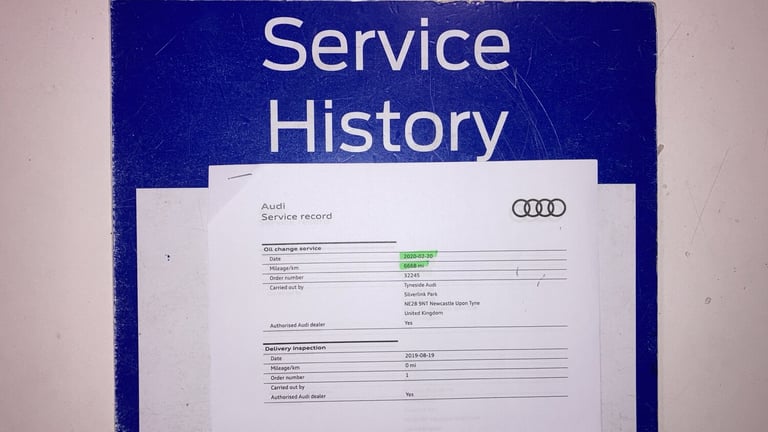 Service
History
Audi
Service record
Oil change service
Date 2020-02-20
Mileage/km 6668 mi
Order number 32245
Carried out by Tyneside Audi
Silverlink Park
NE28 9NT Newcastle Upon Tyne
United Kingdom
Authorised Audi dealer Yes
Delivery inspection
Date 2019-08-19
Mileage/km 0 mi
Order number 1
Carried out by
Authorised Audi dealer Yes